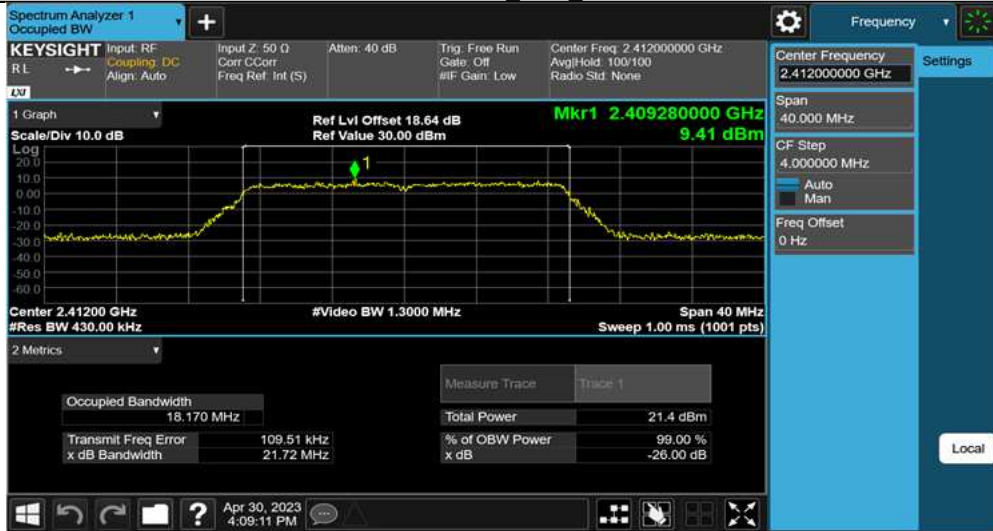 Spectrum Analyzer 1
Occupied BW
Frequency
KEYSIGHT Input: RF Input Z: 50 Ω Atten: 40 dB Trig: Free Run Center Freq: 2.412000000 GHz
RL Coupling: DC Corr CCorr Gate: Off Avg|Hold: 100/100
Align: Auto Freq Ref: Int (S) #IF Gain: Low Radio Std: None
LXI
Center Frequency
2.412000000 GHz
Settings
Span
40.000 MHz
CF Step
4.000000 MHz
Auto
Man
Freq Offset
0 Hz
Local
1 Graph
Ref Lvl Offset 18.64 dB
Mkr1 2.409280000 GHz
Scale/Div 10.0 dB
Ref Value 30.00 dBm
9.41 dBm
Log
20.0
10.0
0.00
-10.0
-20.0
-30.0
-40.0
-50.0
-60.0
1
Center 2.41200 GHz #Video BW 1.3000 MHz Span 40 MHz
#Res BW 430.00 kHz Sweep 1.00 ms (1001 pts)
2 Metrics
Measure Trace Trace 1
Occupied Bandwidth
18.170 MHz
Total Power 21.4 dBm
Transmit Freq Error 109.51 kHz % of OBW Power 99.00 %
x dB Bandwidth 21.72 MHz x dB -26.00 dB
? Apr 30, 2023
4:09:11 PM